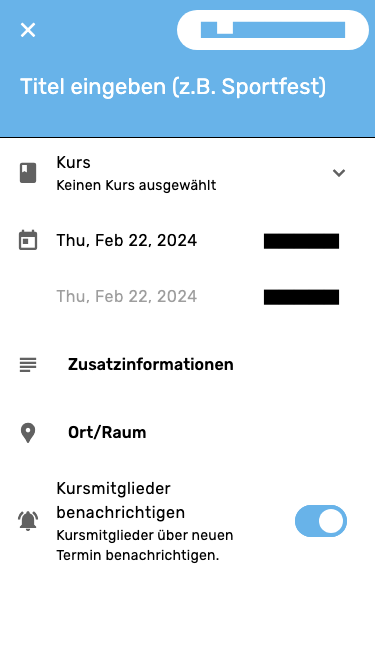 Titel eingeben (z.B. Sportfest)
Kurs
Keinen Kurs ausgewählt
Thu, Feb 22, 2024
Thu, Feb 22, 2024
Zusatzinformationen
Ort/Raum
Kursmitglieder
benachrichtigen
Kursmitglieder über neuen
Termin benachrichtigen.